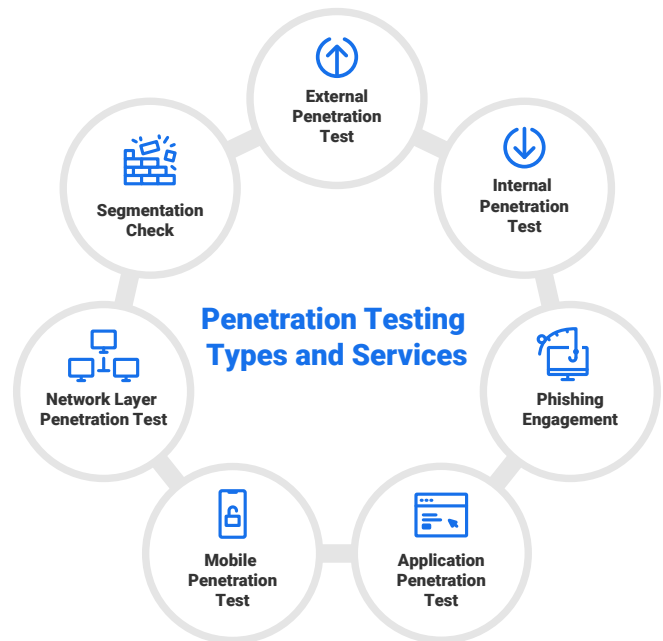 External
Penetration
Test
Internal
Penetration
Test
Segmentation
Check
Penetration Testing
Types and Services
Phishing
Engagement
Network Layer
Penetration Test
Application
Penetration
Test
Mobile
Penetration
Test